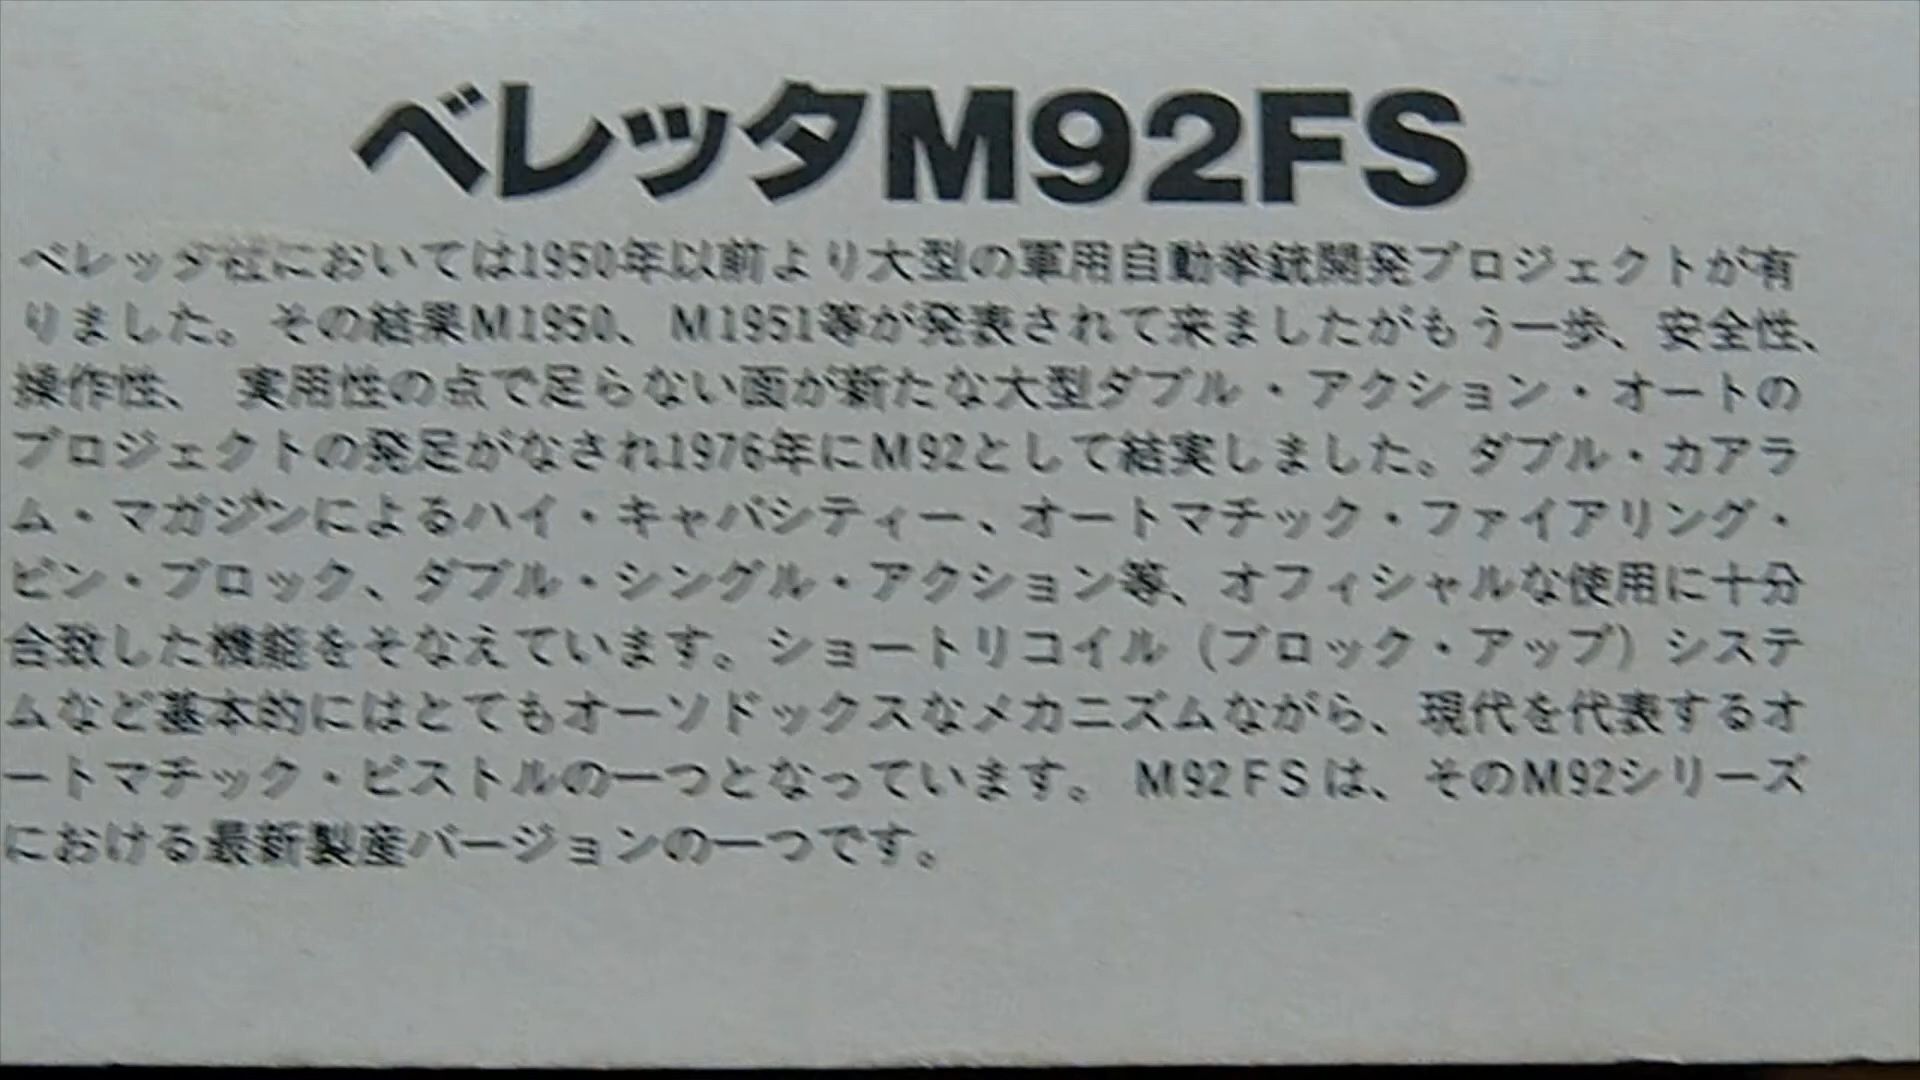 ベレッタM92FS
ベレッタ社においては1950年以前より大型の軍用自動拳銃開発プロジェクトが有
りました。その結果M1950、M1951等が発表されて来ましたがもう一歩、安全性、
操作性、 実用性の点で足らない面が新たな大型ダブル・アクション・オートの
プロジェクトの発足がなされ1976年にM92として結実しました。ダブル・カアラ
ム・マガジンによるハイ・キャパシティー、オートマチック・ファイアリング・
ピン・ブロック、ダブル・シングル・アクション等、オフィシャルな使用に十分
合致した機能をそなえています。ショートリコイル (ブロック・アップ) システ
ムなど基本的にはとてもオーソドックスなメカニズムながら、現代を代表するオ
ートマチック・ピストルの一つとなっています。 M92FSは、そのM92シリーズ
における最新製産バージョンの一つです。